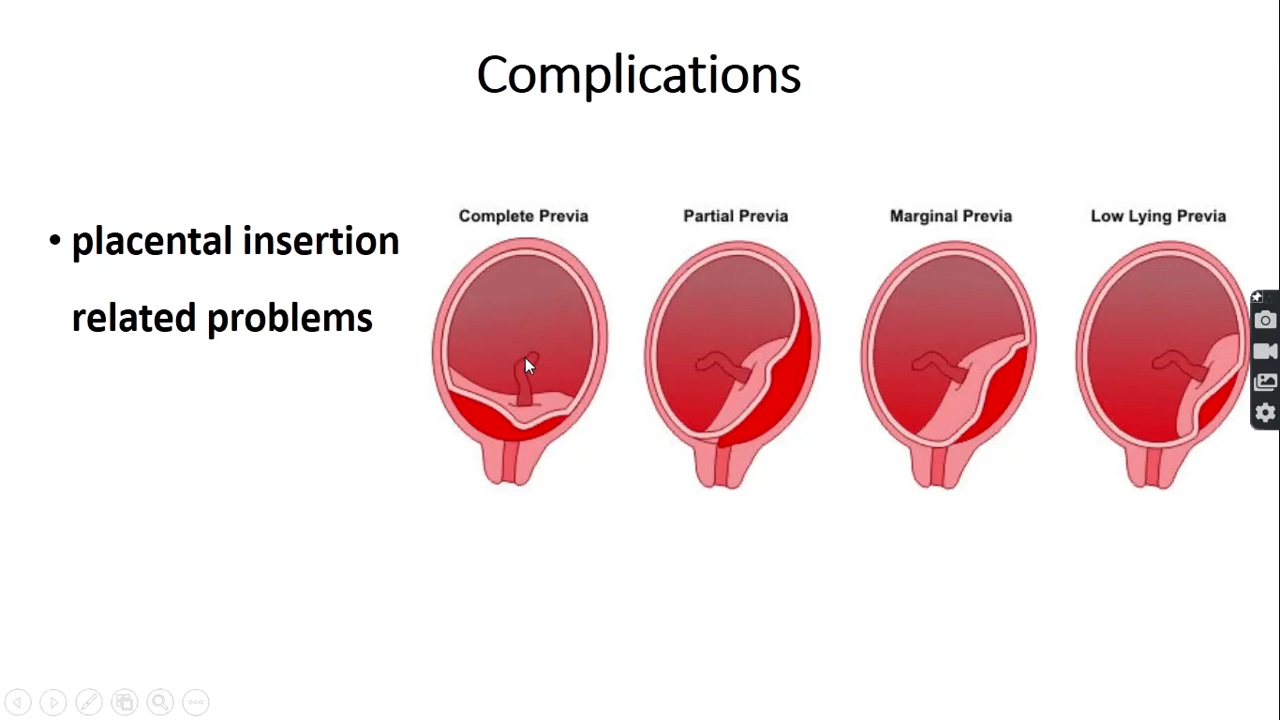 Complications
• placental insertion
related problems
Complete Previa
Partial Previa
Marginal Previa
Low Lying Previa